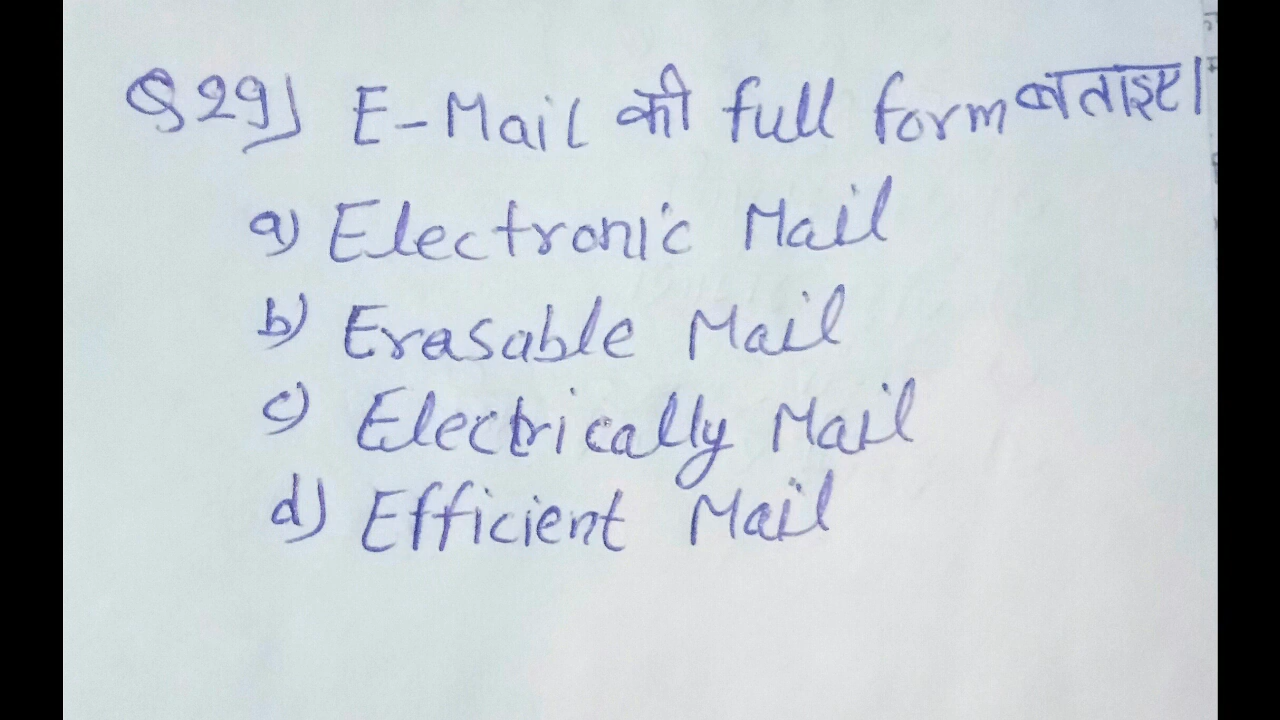 Q29) E-Mail की full form बताइए।
a) Electronic Mail
b) Erasable Mail
c) Electrically Mail
d) Efficient Mail